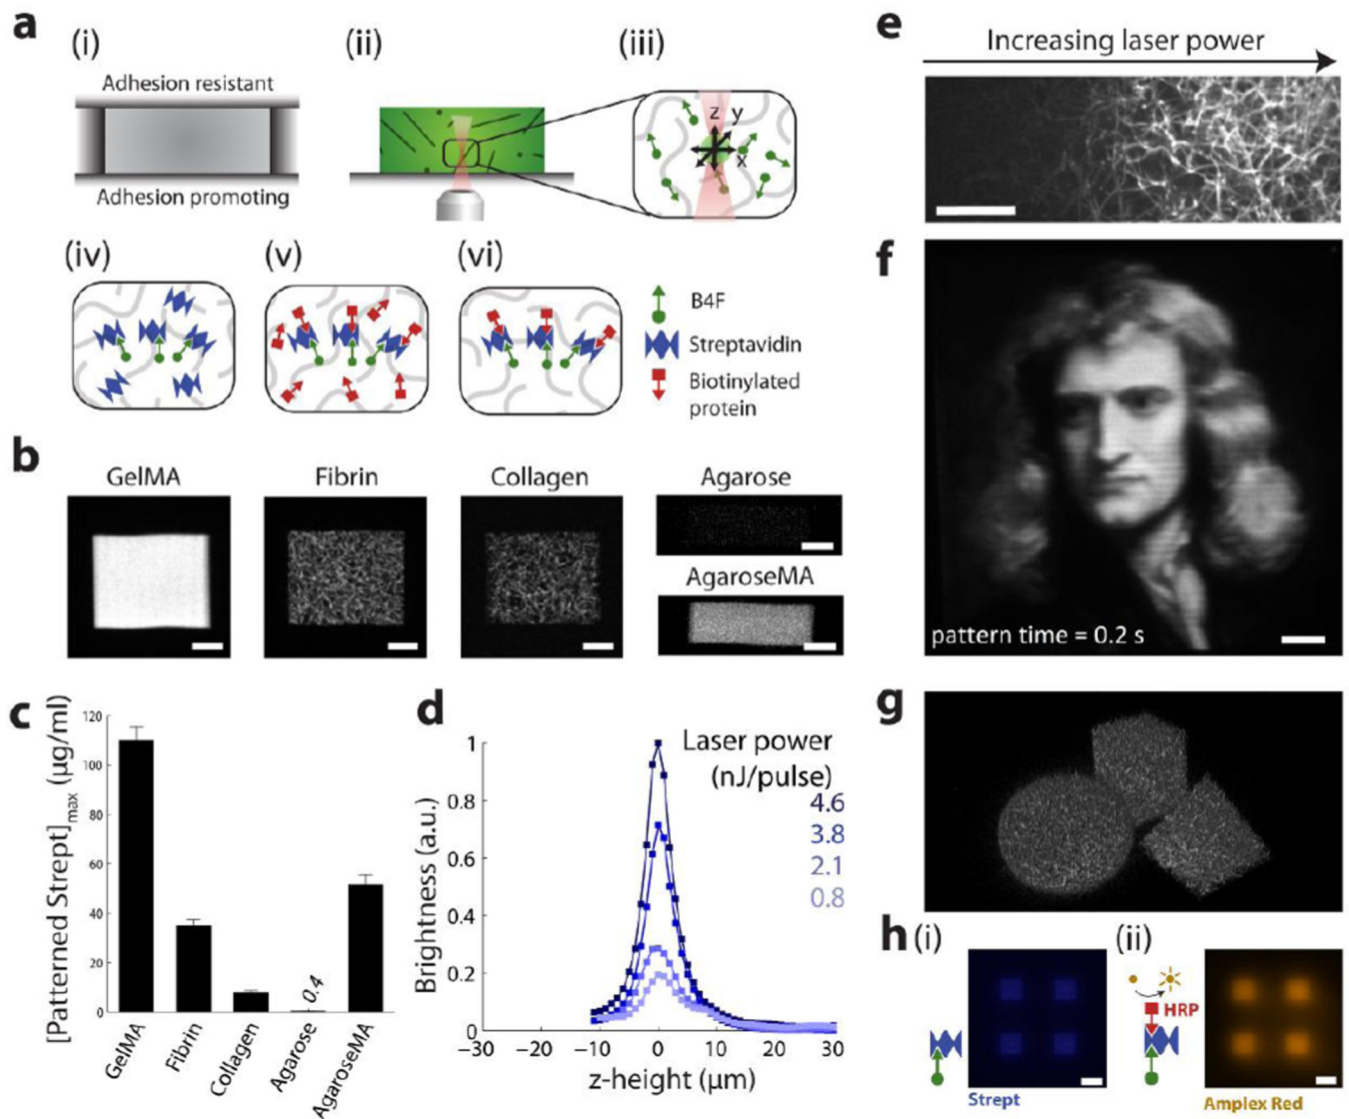 a
(i)
(ii)
(iii)
Adhesion resistant
Adhesion promoting
z
y
x
(iv)
(v)
(vi)
B4F
Streptavidin
Biotinylated
protein
b
GelMA
Fibrin
Collagen
Agarose
AgaroseMA
c
[Patterned Strept]max (µg/ml)
120
100
80
60
40
20
0
0.4
GelMA
Fibrin
Collagen
Agarose
AgaroseMA
d
Laser power
(nJ/pulse)
4.6
3.8
2.1
0.8
Brightness (a.u.)
1
0.8
0.6
0.4
0.2
0
−30
−20
−10
0
10
20
30
z-height (µm)
e
Increasing laser power
f
pattern time = 0.2 s
g
h
(i)
(ii)
HRP
Strept
Amplex Red